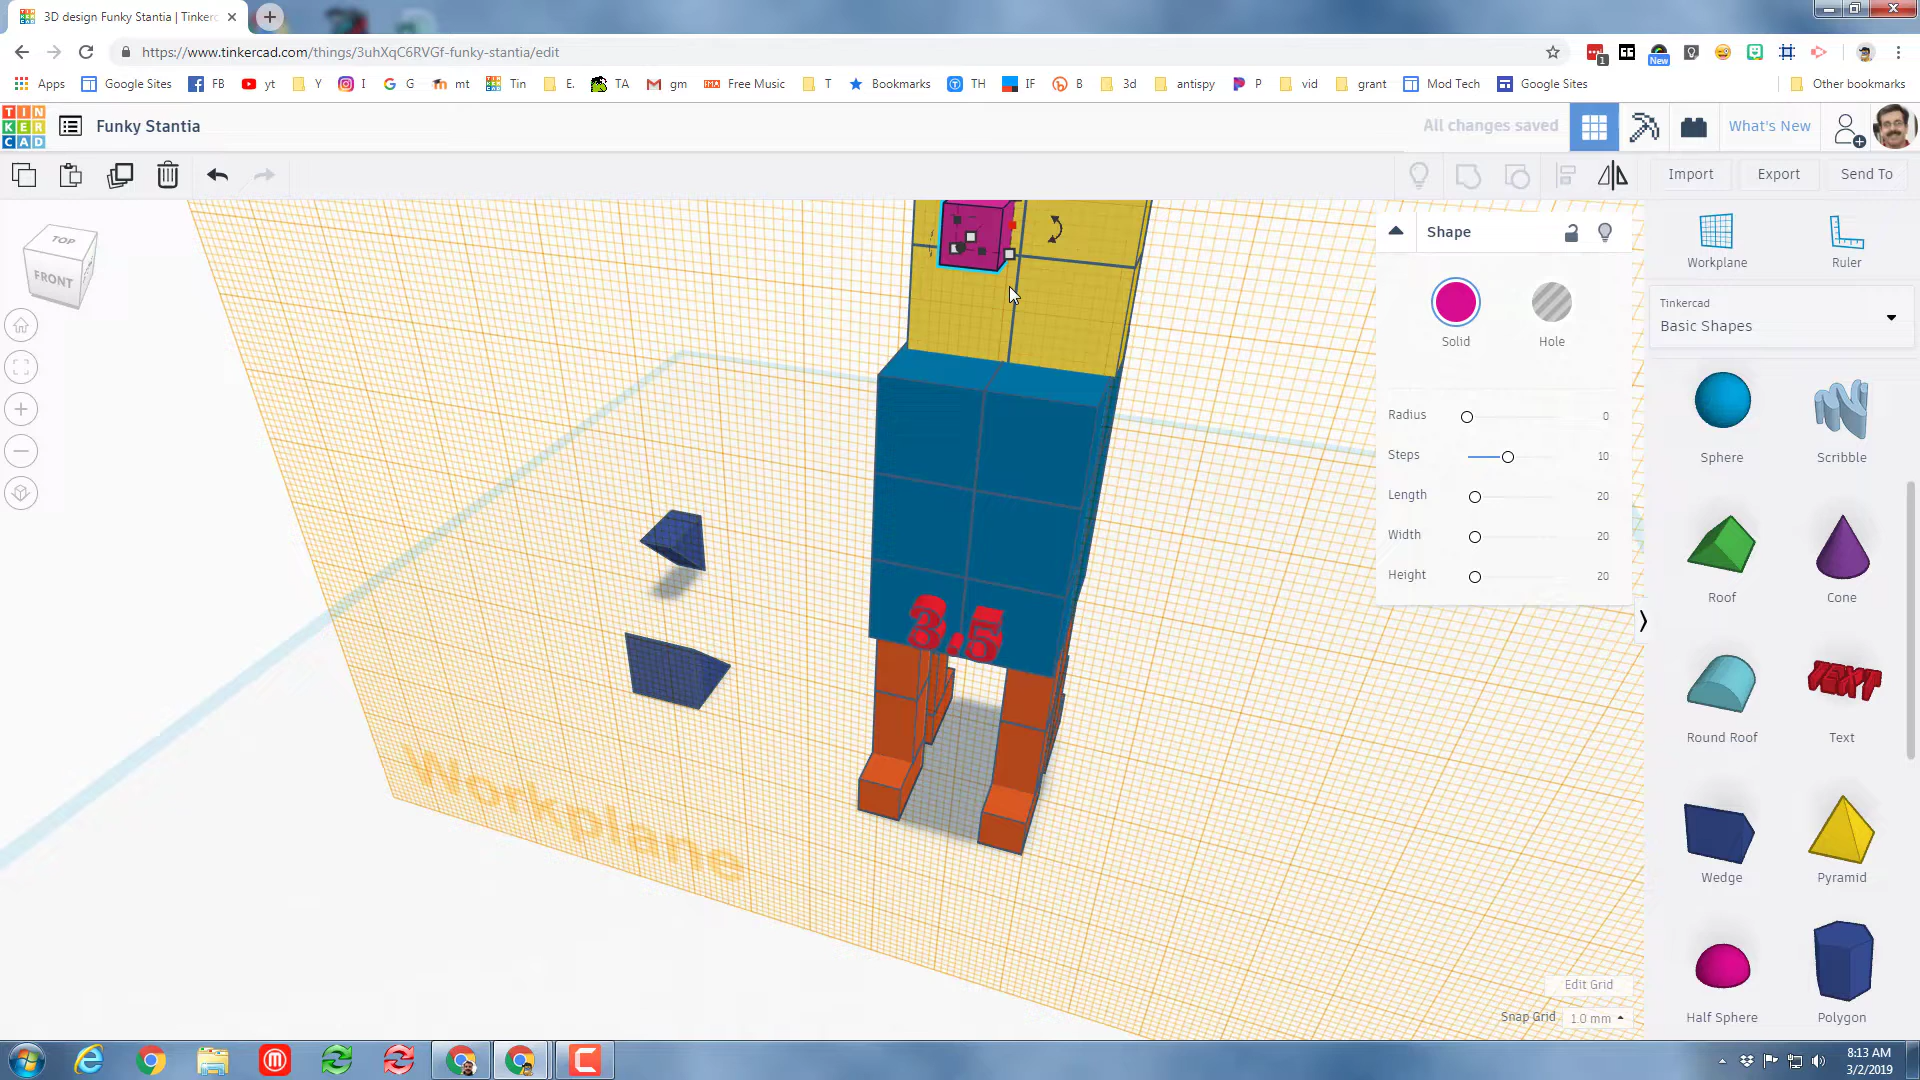 3D design Funky Stantia | Tinkerc
https://www.tinkercad.com/things/3uhXqC6RVGf-funky-stantia/edit
1
New
Apps Google Sites FB yt Y I G mt Tin E. TA gm Free Music T Bookmarks TH IF B 3d antispy P vid grant Mod Tech Google Sites Other bookmarks
TIN
KER
CAD
Funky Stantia
All changes saved
What's New
Import Export Send To
TOP
FRONT
Shape
Solid Hole
Radius 0
Steps 10
Length 20
Width 20
Height 20
Workplane Ruler
Tinkercad
Basic Shapes
Sphere Scribble
Roof Cone
TEXT
Round Roof Text
Wedge Pyramid
Half Sphere Polygon
3.5
Workplane
Edit Grid
Snap Grid 1.0 mm
8:13 AM
3/2/2019